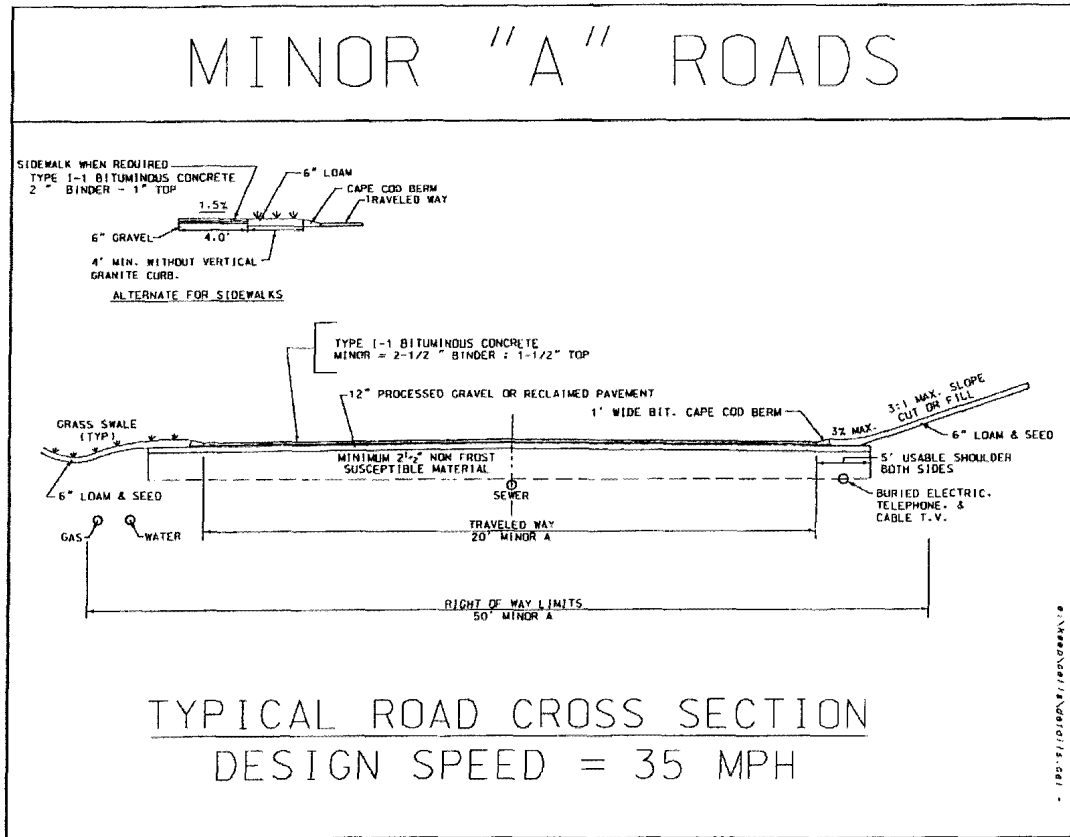 MINOR "A" ROADS
SIDEWALK WHEN REQUIRED
TYPE I-1 BITUMINOUS CONCRETE
2 " BINDER - 1" TOP
6" LOAM
CAPE COD BERM
TRAVELED WAY
1.5%
6" GRAVEL
4.0'
4' MIN. WITHOUT VERTICAL
GRANITE CURB.
ALTERNATE FOR SIDEWALKS
TYPE I-1 BITUMINOUS CONCRETE
MINOR = 2-1/2 " BINDER : 1-1/2" TOP
12" PROCESSED GRAVEL OR RECLAIMED PAVEMENT
1' WIDE BIT. CAPE COD BERM
3:1 MAX. SLOPE
CUT OR FILL
3% MAX.
GRASS SWALE
(TYP)
6" LOAM & SEED
MINIMUM 2 1/2" NON FROST
SUSCEPTIBLE MATERIAL
5' USABLE SHOULDER
BOTH SIDES
6" LOAM & SEED
SEWER
BURIED ELECTRIC,
TELEPHONE, &
CABLE T.V.
GAS
WATER
TRAVELED WAY
20' MINOR A
RIGHT OF WAY LIMITS
50' MINOR A
TYPICAL ROAD CROSS SECTION
DESIGN SPEED = 35 MPH